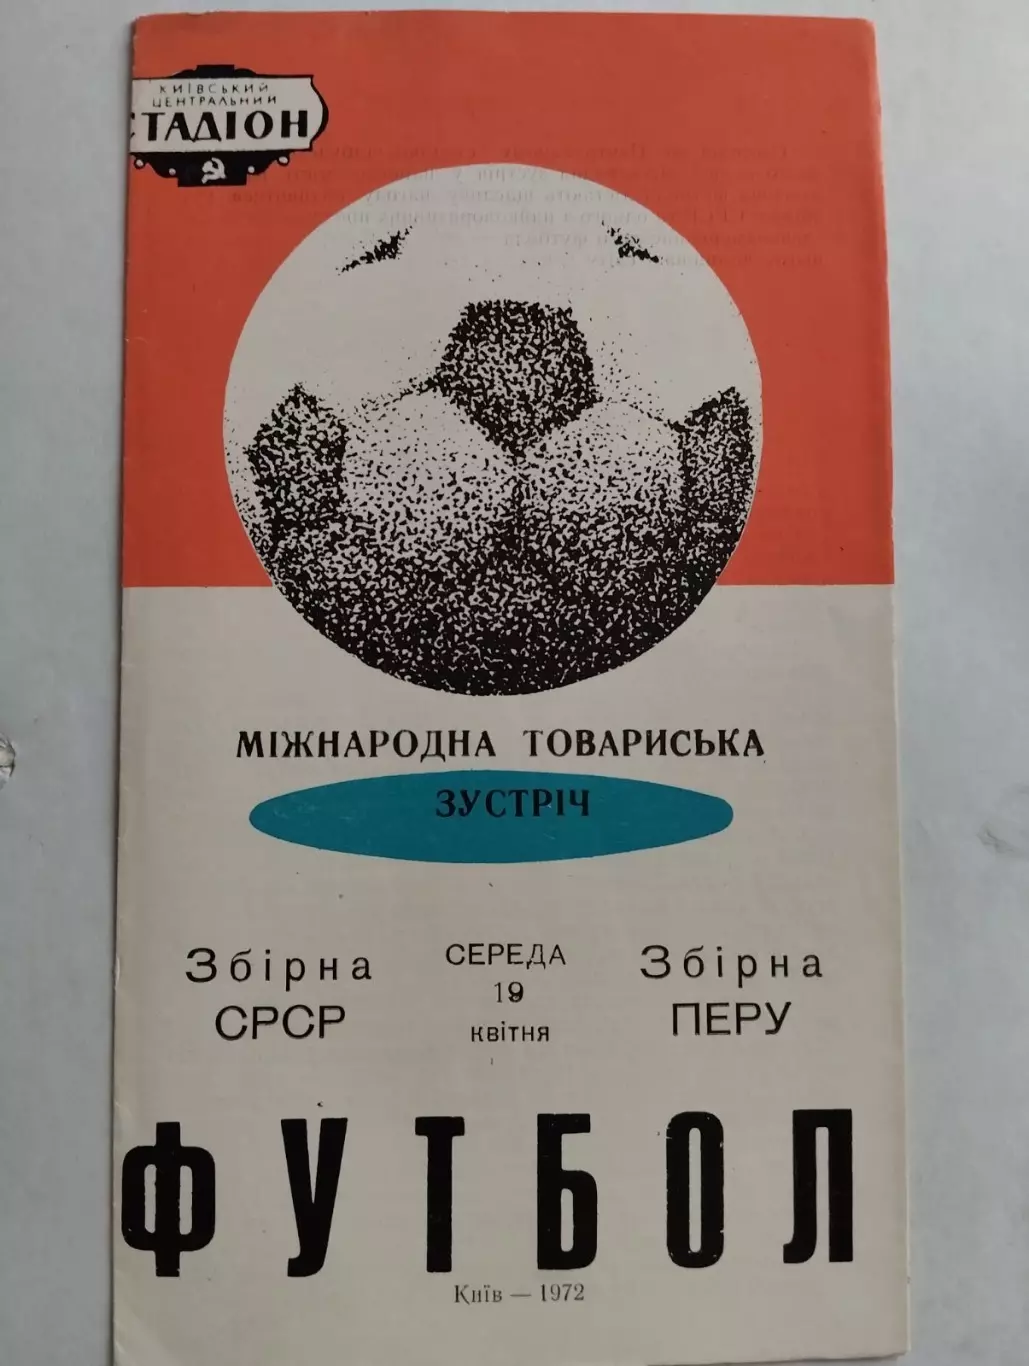 КИЇВСЬКИЙ
ЦЕНТРАЛЬНИЙ
СТАДІОН
МІЖНАРОДНА ТОВАРИСЬКА
ЗУСТРІЧ
Збірна
СРСР
СЕРЕДА
19
квітня
Збірна
ПЕРУ
ФУТБОЛ
Київ — 1972